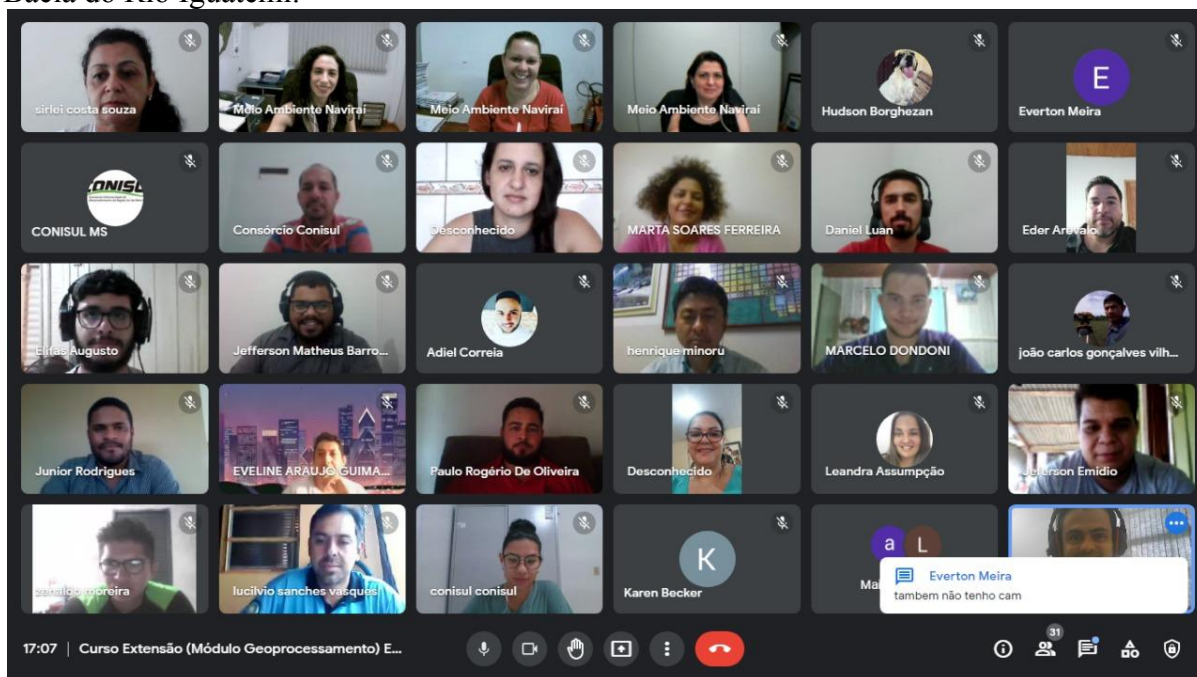 Bacia do Rio Iguatemi.
sirlei costa souza
Meio Ambiente Naviraí
Meio Ambiente Naviraí
Meio Ambiente Naviraí
Hudson Borghezan
E
Everton Meira
CONISUL MS
Consórcio Conisul
Desconhecido
MARTA SOARES FERREIRA
Daniel Luan
Eder Arevalo
Elifas Augusto
Jefferson Matheus Barro...
Adiel Correia
henrique minoru
MARCELO DONDONI
joão carlos gonçalves vilh...
Junior Rodrigues
EVELINE ARAUJO GUIMA...
Paulo Rogério De Oliveira
Desconhecido
Leandra Assumpção
Jeferson Emidio
moreira
lucilvio sanches vasques
conisul conisul
K
Karen Becker
a L
Mai
Everton Meira
tambem não tenho cam
17:07 | Curso Extensão (Módulo Geoprocessamento) E...
31